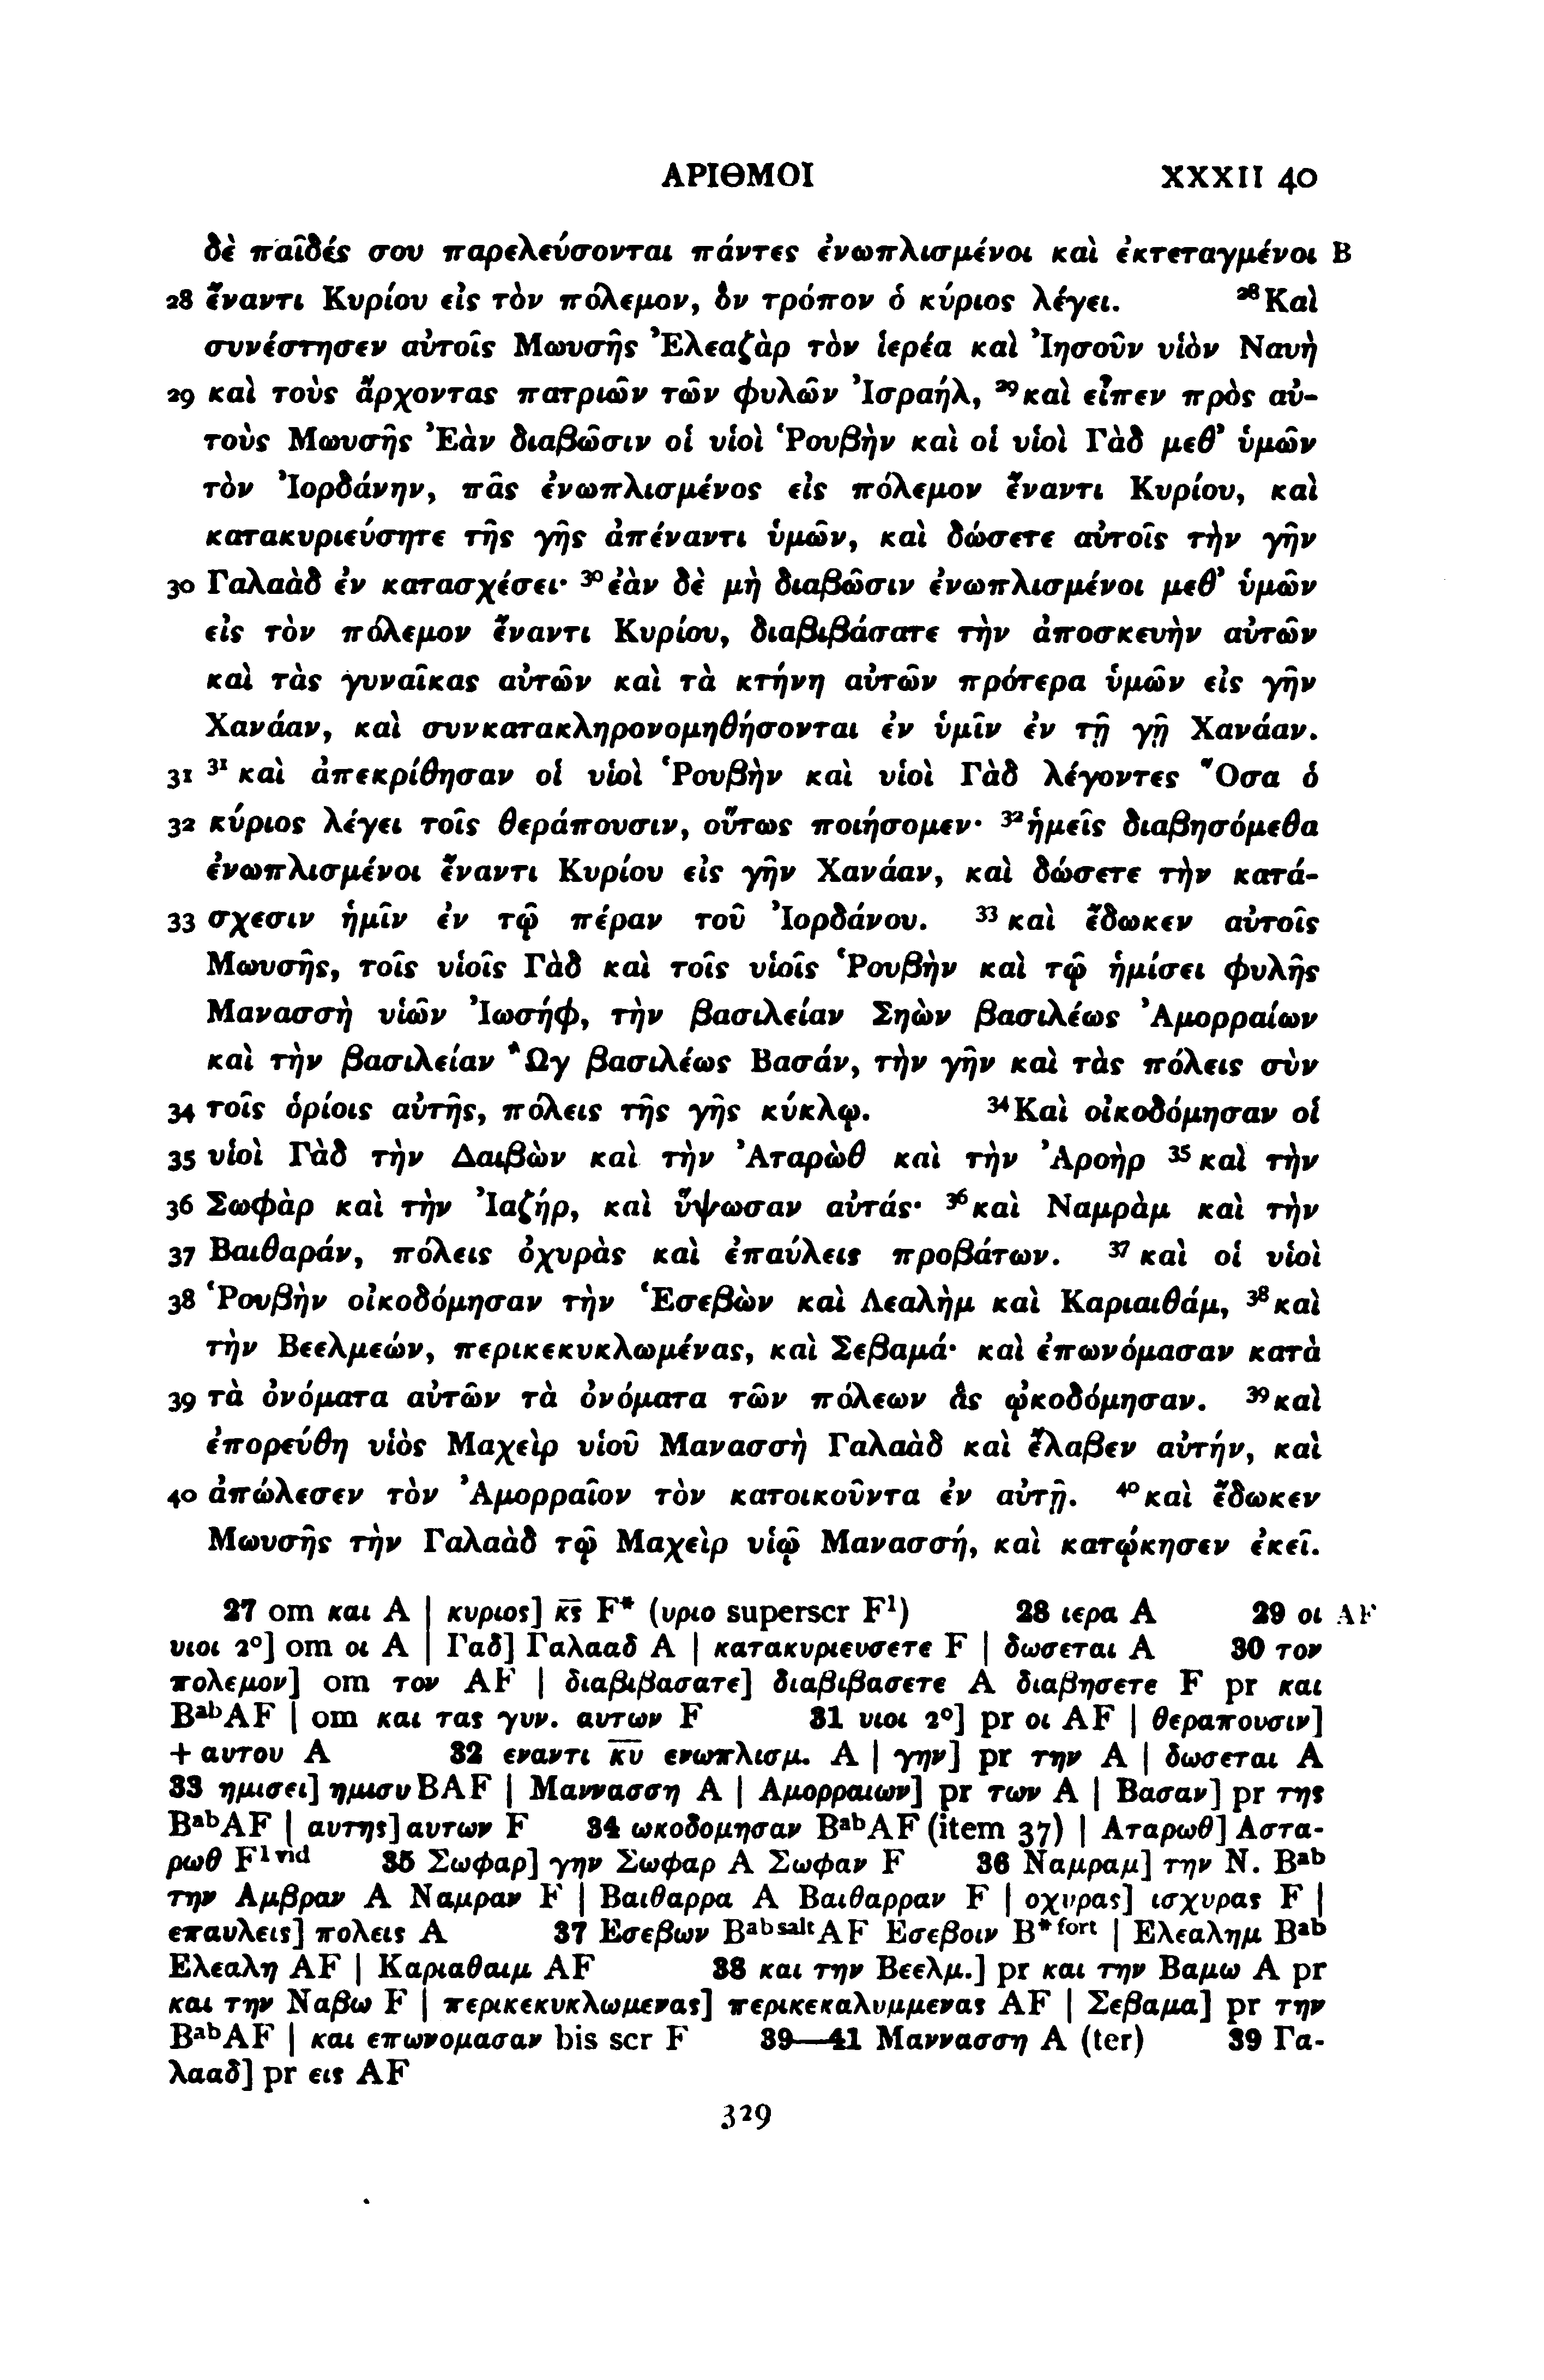 ΑΡΙΘΜΟΙ XXXII 40
δὲ παῖδές σου παρελεύσονται πάντες ἐνωπλισμένοι καὶ ἐκτεταγμένοι B
28 ἔναντι Κυρίου εἰς τὸν πόλεμον, ὃν τρόπον ὁ κύριος λέγει. ²⁸Καὶ
συνέστησεν αὐτοῖς Μωυσῆς Ἐλεαζὰρ τὸν ἱερέα καὶ Ἰησοῦν υἱὸν Ναυὴ
29 καὶ τοὺς ἄρχοντας πατριῶν τῶν φυλῶν Ἰσραήλ, ²⁹καὶ εἶπεν πρὸς αὐ-
τοὺς Μωυσῆς Ἐὰν διαβῶσιν οἱ υἱοὶ Ῥουβὴν καὶ οἱ υἱοὶ Γὰδ μεθ’ ὑμῶν
τὸν Ἰορδάνην, πᾶς ἐνωπλισμένος εἰς πόλεμον ἔναντι Κυρίου, καὶ
κατακυριεύσητε τῆς γῆς ἀπέναντι ὑμῶν, καὶ δώσετε αὐτοῖς τὴν γῆν
30 Γαλαὰδ ἐν κατασχέσει· ³⁰ἐὰν δὲ μὴ διαβῶσιν ἐνωπλισμένοι μεθ’ ὑμῶν
εἰς τὸν πόλεμον ἔναντι Κυρίου, διαβιβάσατε τὴν ἀποσκευὴν αὐτῶν
καὶ τὰς γυναῖκας αὐτῶν καὶ τὰ κτήνη αὐτῶν πρότερα ὑμῶν εἰς γῆν
Χανάαν, καὶ συνκατακληρονομηθήσονται ἐν ὑμῖν ἐν τῇ γῇ Χανάαν.
31 ³¹ καὶ ἀπεκρίθησαν οἱ υἱοὶ Ῥουβὴν καὶ υἱοὶ Γὰδ λέγοντες Ὅσα ὁ
32 κύριος λέγει τοῖς θεράπουσιν, οὕτως ποιήσομεν· ³²ἡμεῖς διαβησόμεθα
ἐνωπλισμένοι ἔναντι Κυρίου εἰς γῆν Χανάαν, καὶ δώσετε τὴν κατά-
33 σχεσιν ἡμῖν ἐν τῷ πέραν τοῦ Ἰορδάνου. ³³ καὶ ἔδωκεν αὐτοῖς
Μωυσῆς, τοῖς υἱοῖς Γὰδ καὶ τοῖς υἱοῖς Ῥουβὴν καὶ τῷ ἡμίσει φυλῆς
Μανασσὴ υἱῶν Ἰωσήφ, τὴν βασιλείαν Σηὼν βασιλέως Ἀμορραίων
καὶ τὴν βασιλείαν Ὢγ βασιλέως Βασάν, τὴν γῆν καὶ τὰς πόλεις σὺν
34 τοῖς ὁρίοις αὐτῆς, πόλεις τῆς γῆς κύκλῳ. ³⁴Καὶ οἰκοδόμησαν οἱ
35 υἱοὶ Γὰδ τὴν Δαιβὼν καὶ τὴν Ἀταρὼθ καὶ τὴν Ἀροὴρ ³⁵ καὶ τὴν
36 Σωφὰρ καὶ τὴν Ἰαζήρ, καὶ ὕψωσαν αὐτάς· ³⁶καὶ Ναμρὰμ καὶ τὴν
37 Βαιθαράν, πόλεις ὀχυρὰς καὶ ἐπαύλεις προβάτων. ³⁷ καὶ οἱ υἱοὶ
38 Ῥουβὴν οἰκοδόμησαν τὴν Ἑσεβὼν καὶ Λεαλὴμ καὶ Καριαιθάμ, ³⁸καὶ
τὴν Βεελμεών, περικεκυκλωμένας, καὶ Σεβαμά· καὶ ἐπωνόμασαν κατὰ
39 τὰ ὀνόματα αὐτῶν τὰ ὀνόματα τῶν πόλεων ἃς ᾠκοδόμησαν. ³⁹καὶ
ἐπορεύθη υἱὸς Μαχεὶρ υἱοῦ Μανασσὴ Γαλαὰδ καὶ ἔλαβεν αὐτήν, καὶ
40 ἀπώλεσεν τὸν Ἀμορραῖον τὸν κατοικοῦντα ἐν αὐτῇ. ⁴⁰καὶ ἔδωκεν
Μωυσῆς τὴν Γαλαὰδ τῷ Μαχεὶρ υἱῷ Μανασσή, καὶ κατῴκησεν ἐκεῖ.
27 om και A | κυριος] κ̅ς̅ F* (υριο superscr F¹) 28 ιερα A 29 οι AF
υιοι 2°] om οι A | Γαδ] Γαλααδ A | κατακυριευσετε F | δωσεται A 30 τον
πολεμον] om τον AF | διαβιβασατε] διαβιβασετε A διαβησετε F pr και
BᵃᵇAF | om και τας γυν. αυτων F 31 υιοι 2°] pr οι AF | θεραπουσιν]
+ αυτου A 32 εναντι κ̅υ̅ ενωπλισμ. A | γην] pr την A | δωσεται A
33 ημισει] ημισυ BAF | Μαννασση A | Αμορραιων] pr των A | Βασαν] pr της
BᵃᵇAF | αυτης] αυτων F 34 ωκοδομησαν BᵃᵇAF (item 37) | Αταρωθ] Αστα-
ρωθ F¹ᵛⁱᵈ 35 Σωφαρ] γην Σωφαρ A Σωφαν F 36 Ναμραμ] την Ν. Bᵃᵇ
την Αμβραν A Ναμραν F | Βαιθαρρα A Βαιθαρραν F | οχυρας] ισχυρας F |
επαυλεις] πολεις A 37 Εσεβων Bᵃᵇ ˢᵃˡᵗAF Εσεβοιν B* ᶠᵒʳᵗ | Ελεαλημ Bᵃᵇ
Ελεαλη AF | Καριαθαιμ AF 38 και την Βεελμ.] pr και την Βαμω A pr
και την Ναβω F | περικεκυκλωμενας] περικεκαλυμμενας AF | Σεβαμα] pr την
BᵃᵇAF | και επωνομασαν bis scr F 39—41 Μαννασση A (ter) 39 Γα-
λααδ] pr εις AF
329